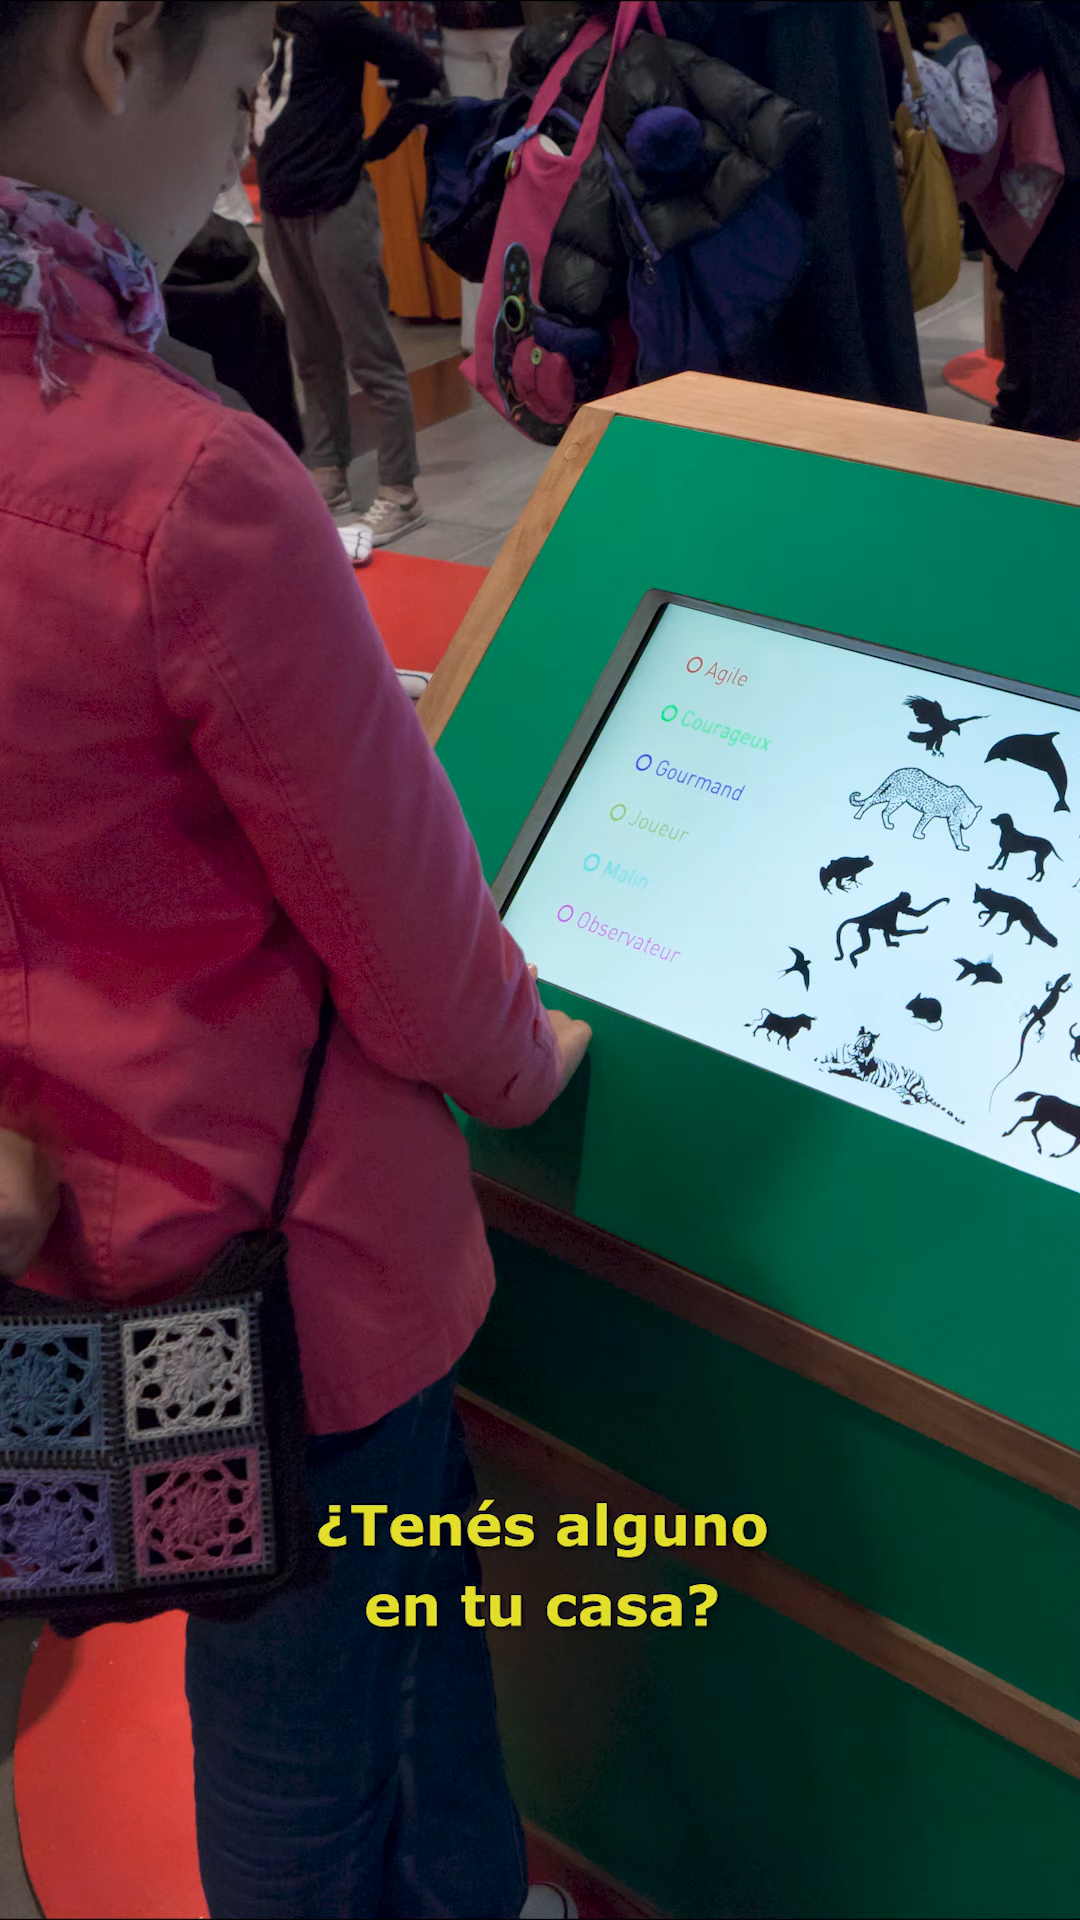 Agile
Courageux
Gourmand
Joueur
Malin
Observateur
¿Tenés alguno
en tu casa?